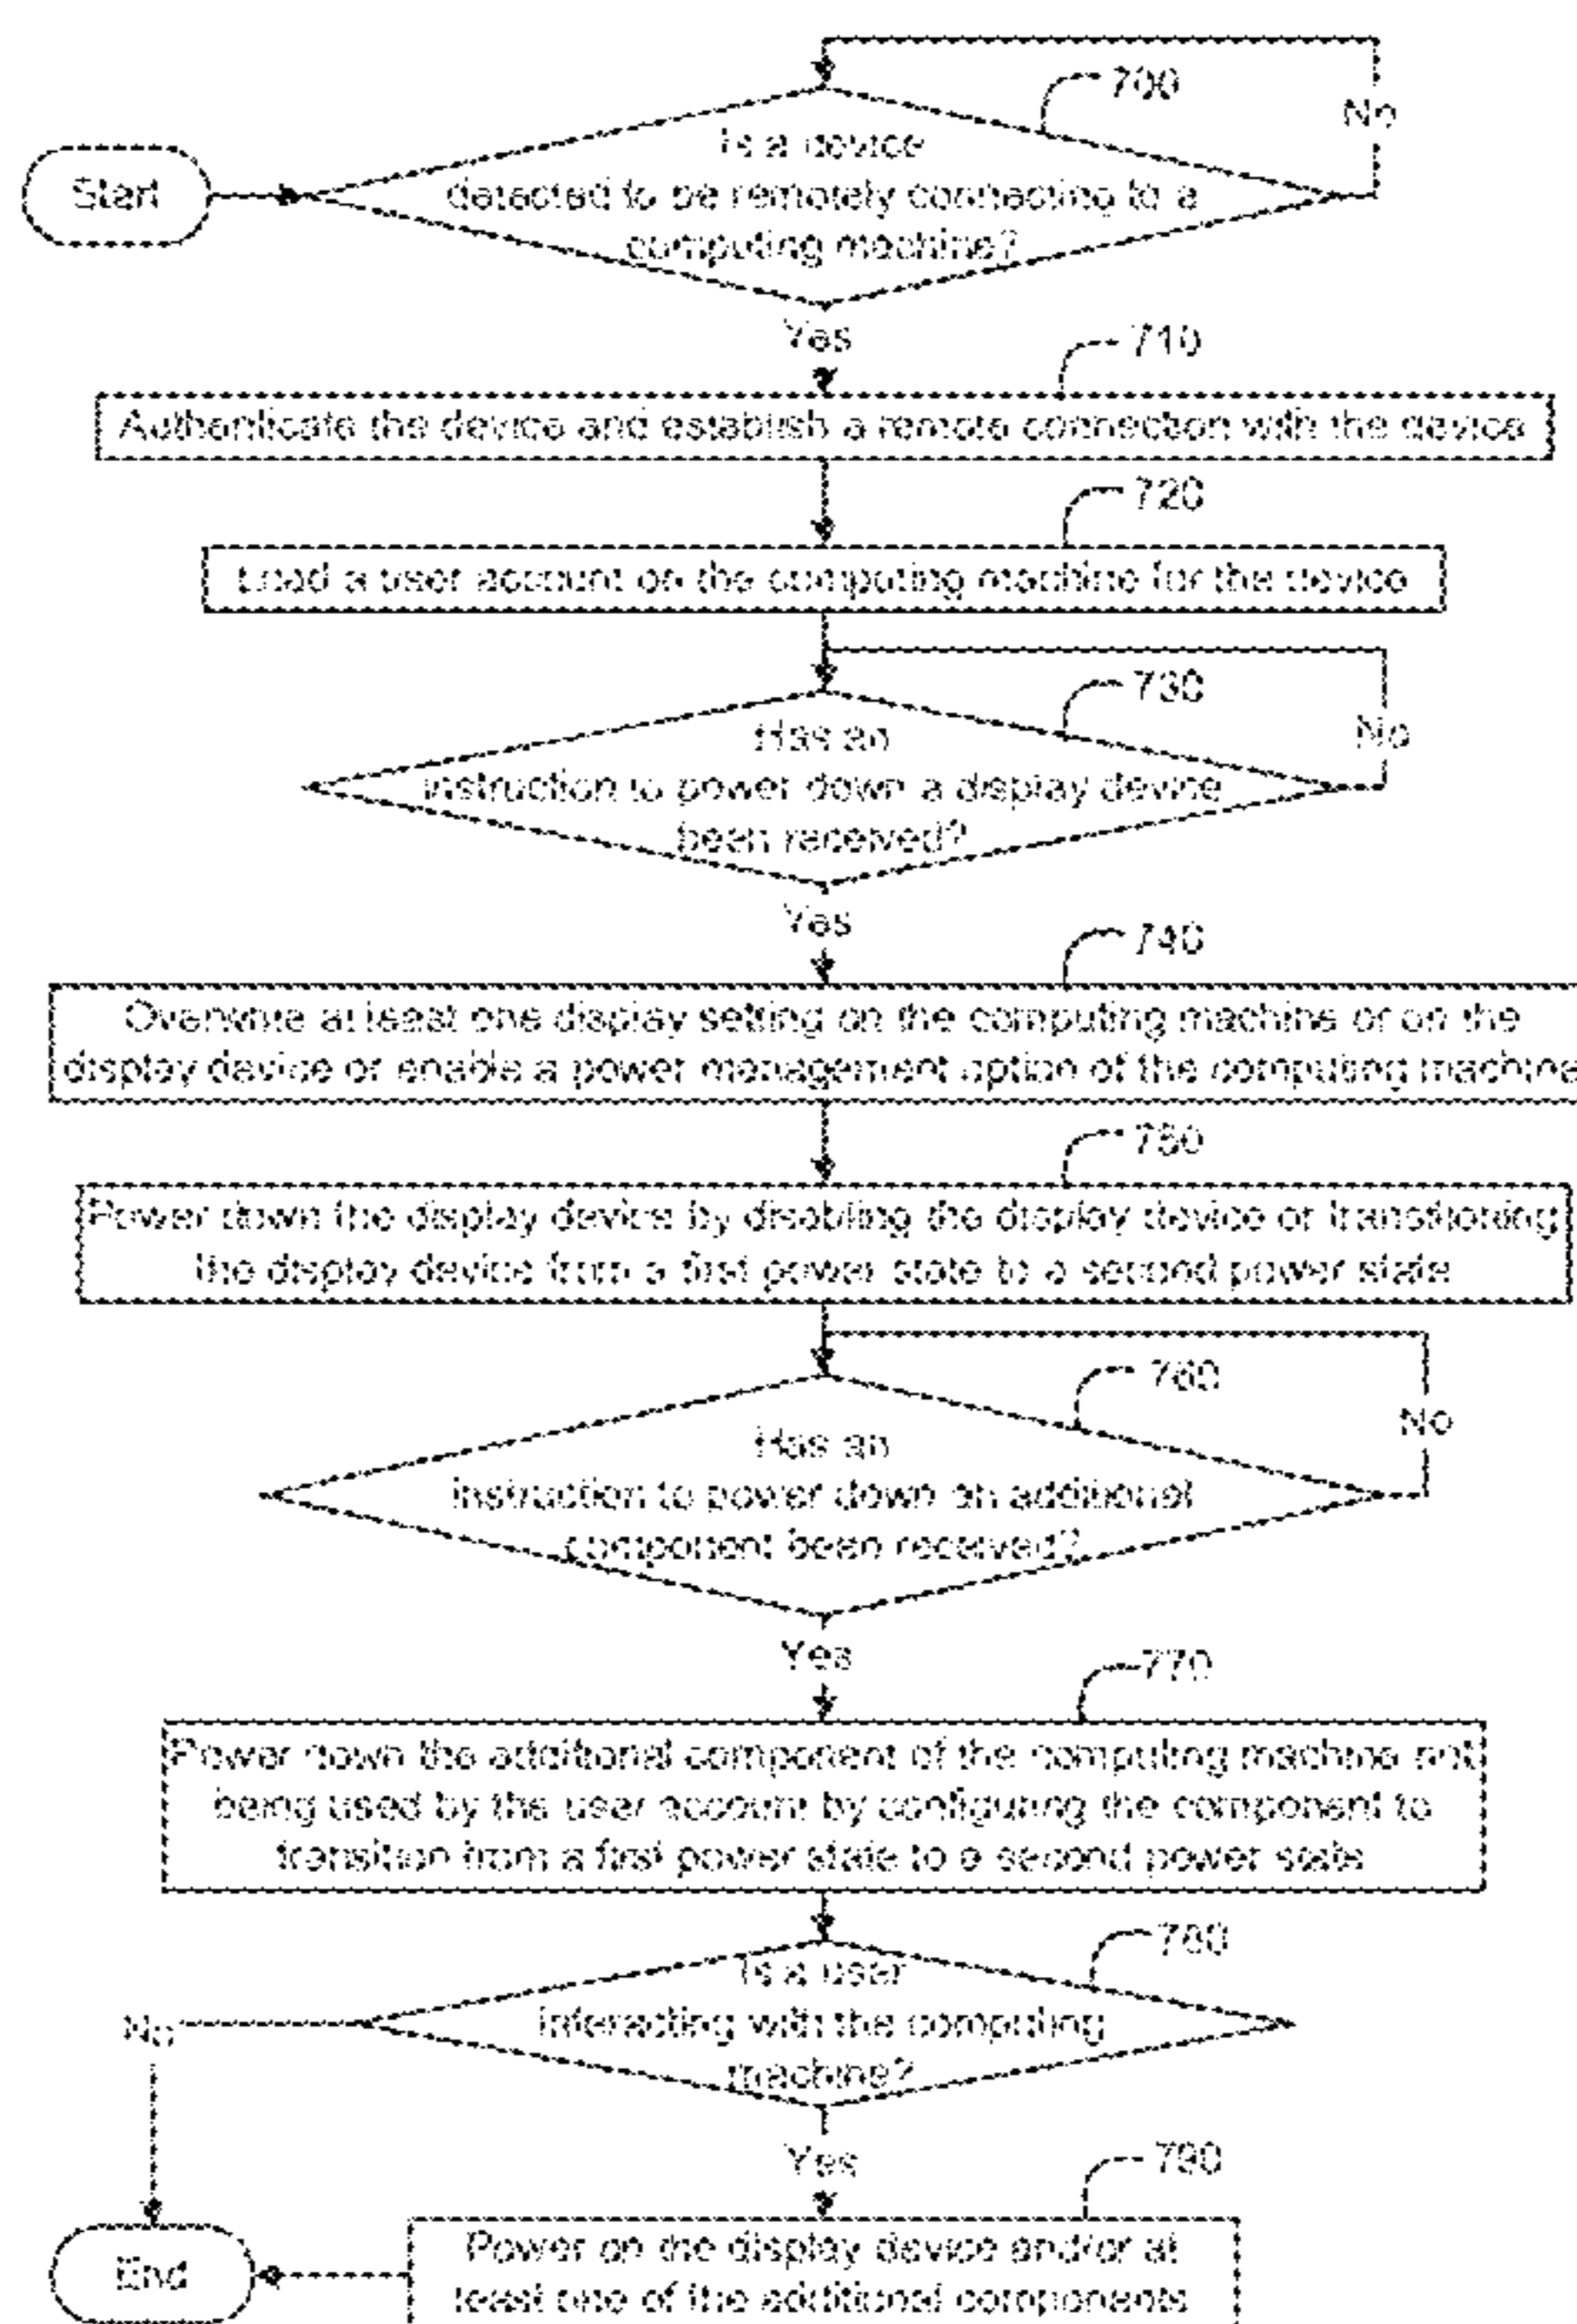 700
No
Start
Is a device
detected to be remotely connecting to a
computing machine?
Yes
710
Authenticate the device and establish a remote connection with the device
720
Load a user account on the computing machine for the device
730
No
Has an
instruction to power down a display device
been received?
Yes
740
Overwrite at least one display setting on the computing machine or on the
display device or enable a power management option of the computing machine
750
Power down the display device by disabling the display device or transitioning
the display device from a first power state to a second power state
760
No
Has an
instruction to power down an additional
component been received?
Yes
770
Power down the additional component of the computing machine not
being used by the user account by configuring the component to
transition from a first power state to a second power state
780
Is a user
interacting with the computing
machine?
No
Yes
790
Power on the display device and/or at
least one of the additional components
End